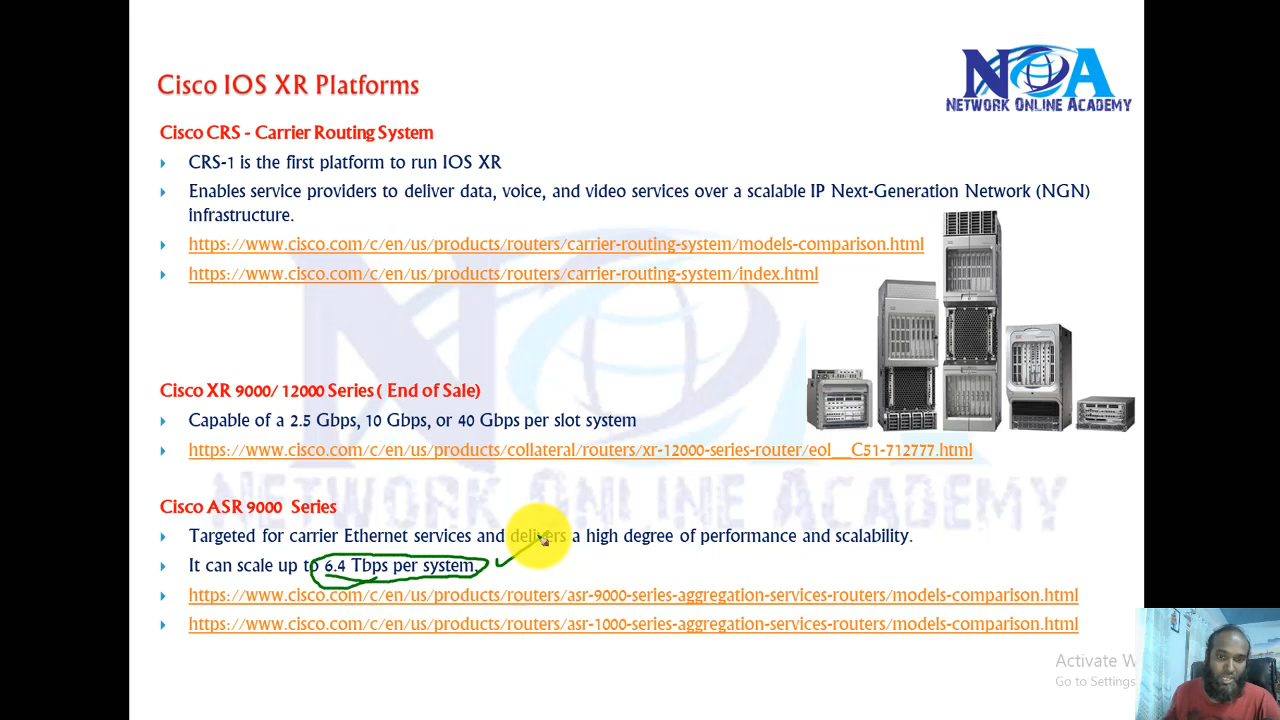 Cisco IOS XR Platforms
NOA
NETWORK ONLINE ACADEMY
Cisco CRS - Carrier Routing System
CRS-1 is the first platform to run IOS XR
Enables service providers to deliver data, voice, and video services over a scalable IP Next-Generation Network (NGN)
infrastructure.
https://www.cisco.com/c/en/us/products/routers/carrier-routing-system/models-comparison.html
https://www.cisco.com/c/en/us/products/routers/carrier-routing-system/index.html
Cisco XR 9000/ 12000 Series ( End of Sale)
Capable of a 2.5 Gbps, 10 Gbps, or 40 Gbps per slot system
https://www.cisco.com/c/en/us/products/collateral/routers/xr-12000-series-router/eol__C51-712777.html
NETWORK ONLINE ACADEMY
Cisco ASR 9000 Series
Targeted for carrier Ethernet services and delivers a high degree of performance and scalability.
It can scale up to 6.4 Tbps per system.
https://www.cisco.com/c/en/us/products/routers/asr-9000-series-aggregation-services-routers/models-comparison.html
https://www.cisco.com/c/en/us/products/routers/asr-1000-series-aggregation-services-routers/models-comparison.html
Activate W
Go to Settings